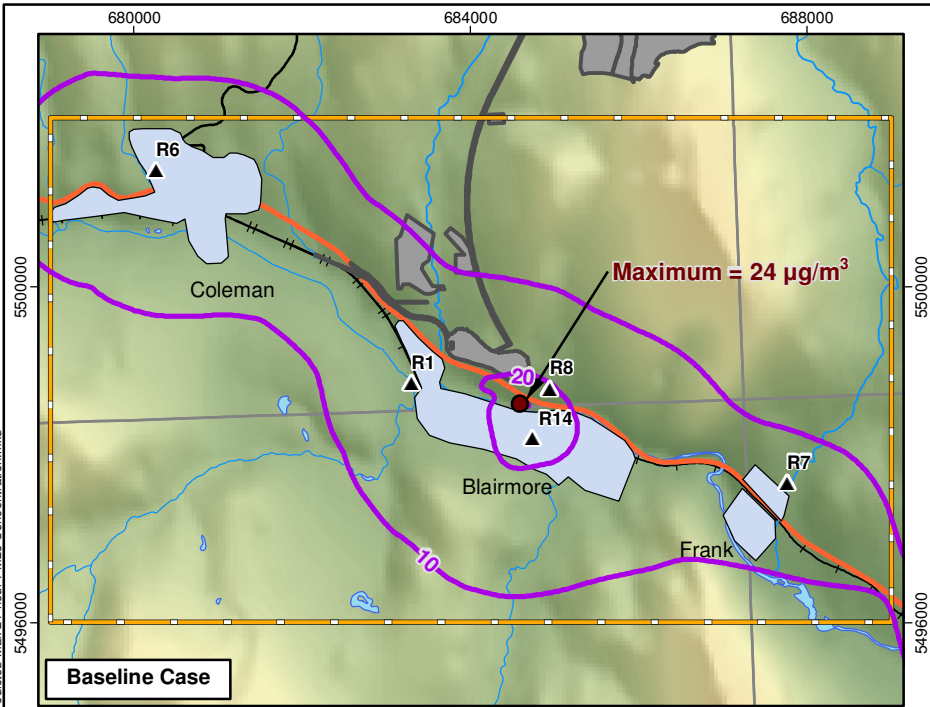 680000
684000
688000
R6
Coleman
Maximum = 24 µg/m³
5500000
5500000
R1
20
R8
R14
Blairmore
R7
Frank
10
5496000
5496000
Baseline Case